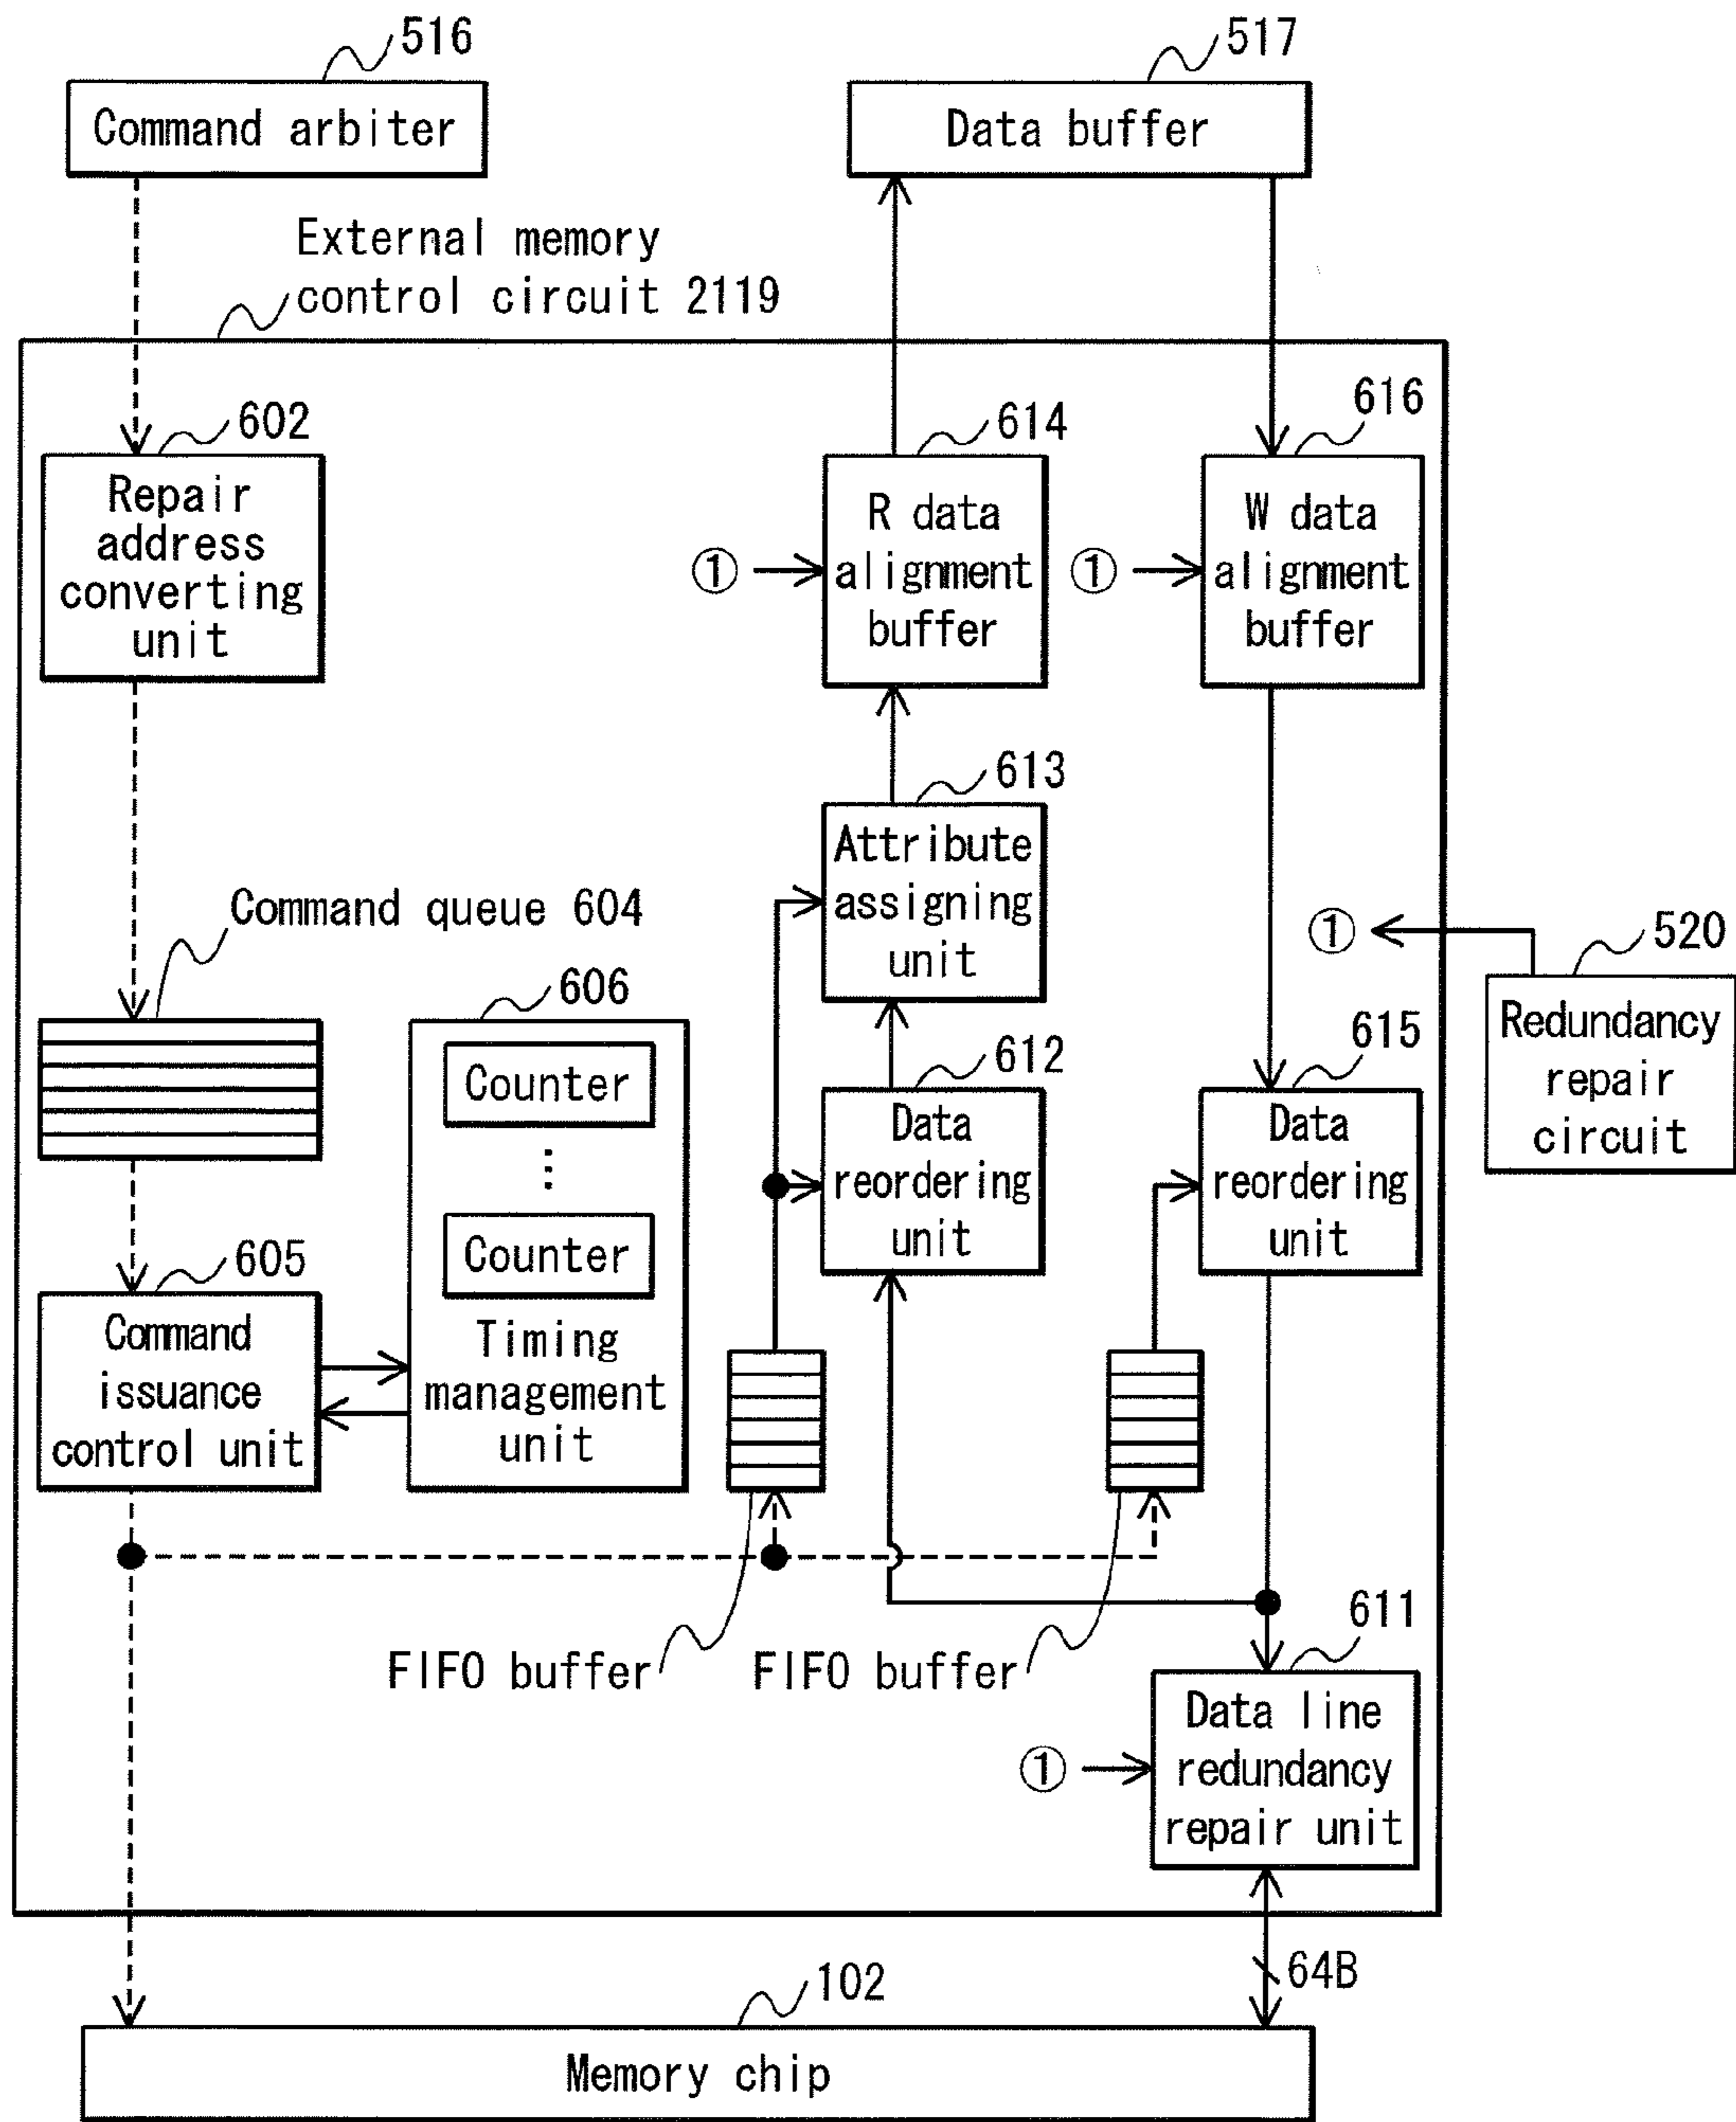 516
517
Command arbiter
Data buffer
External memory
control circuit 2119
602
614
616
Repair
address
converting
unit
①
R data
alignment
buffer
①
W data
alignment
buffer
613
Attribute
assigning
unit
Command queue 604
①
520
606
Redundancy
repair
circuit
Counter
⋮
Counter
Timing
management
unit
612
Data
reordering
unit
615
Data
reordering
unit
605
Command
issuance
control unit
FIFO buffer
FIFO buffer
611
①
Data line
redundancy
repair unit
64B
102
Memory chip